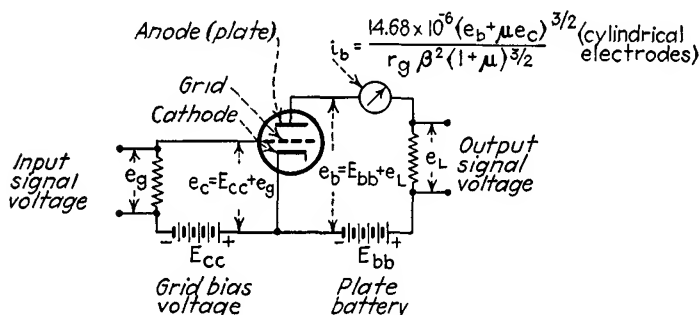 Anode (plate)
i_b = 14.68 x 10^-6 (e_b + μe_c)^3/2 / r_g β^2 (1 + μ)^3/2 (cylindrical electrodes)
Grid
Cathode
Input signal voltage
e_g
e_c = E_cc + e_g
e_b = E_bb + e_L
e_L
Output signal voltage
- +
E_cc
- +
E_bb
Grid bias voltage
Plate battery